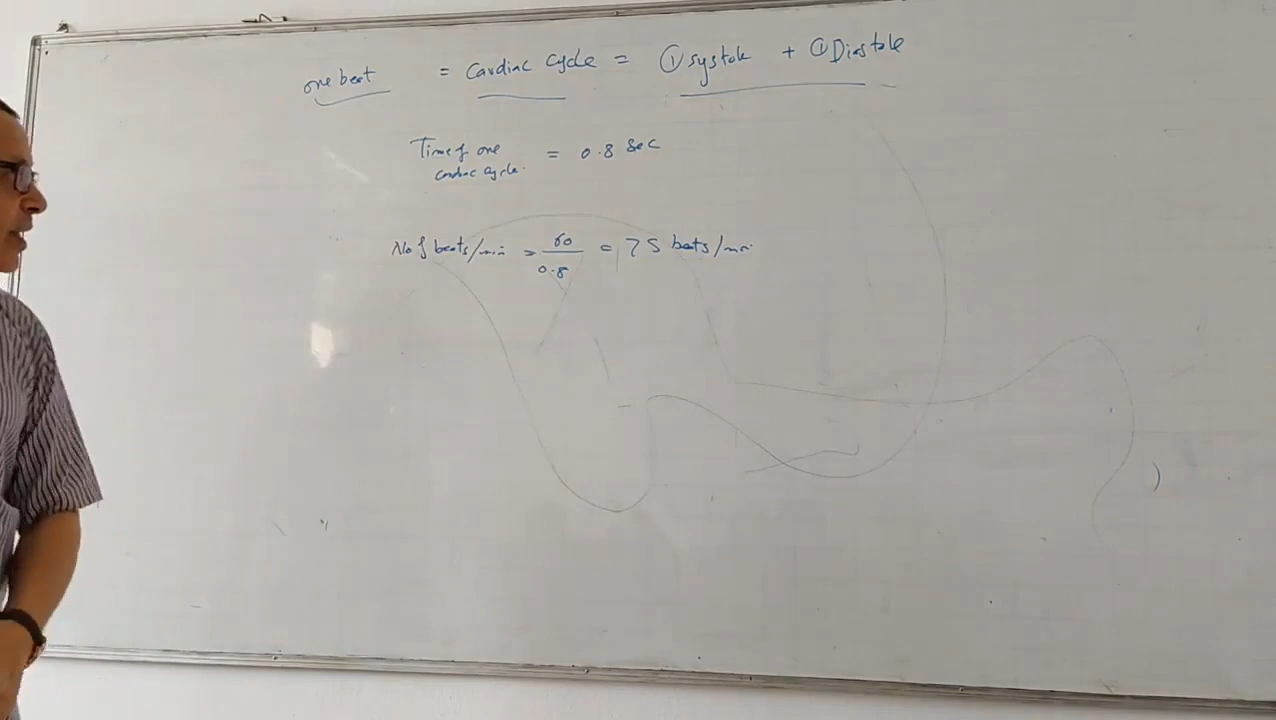 one beat = Cardiac Cycle = ① systole + ① Diastole
Time of one = 0.8 Sec
cardiac cycle.
No of beats/min = 60 / 0.8 = 75 beats/min